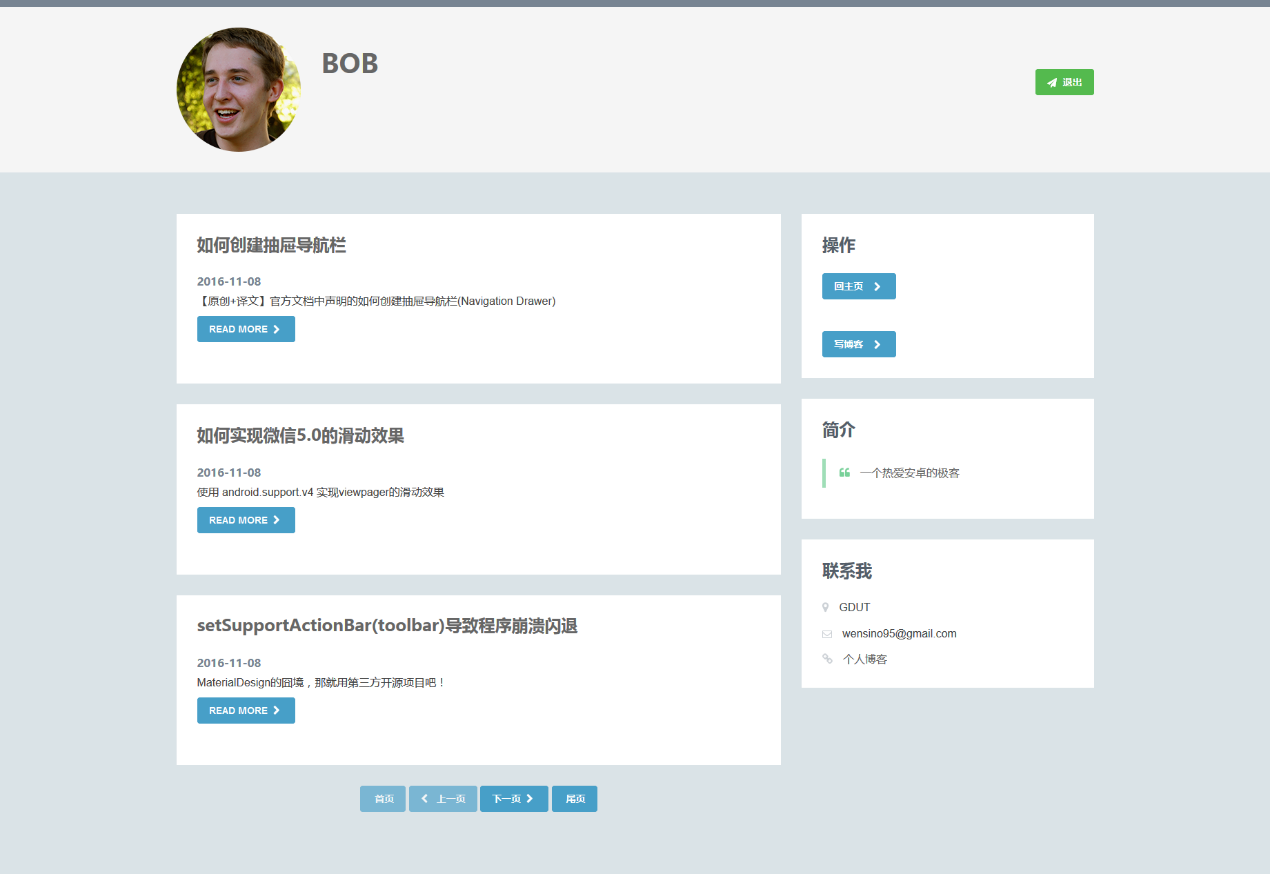 BOB
退出
如何创建抽屉导航栏
2016-11-08
【原创+译文】官方文档中声明的如何创建抽屉导航栏(Navigation Drawer)
READ MORE
如何实现微信5.0的滑动效果
2016-11-08
使用 android.support.v4 实现viewpager的滑动效果
READ MORE
setSupportActionBar(toolbar)导致程序崩溃闪退
2016-11-08
MaterialDesign的囧境，那就用第三方开源项目吧！
READ MORE
首页 上一页 下一页 尾页
操作
回主页
写博客
简介
一个热爱安卓的极客
联系我
GDUT
wensino95@gmail.com
个人博客